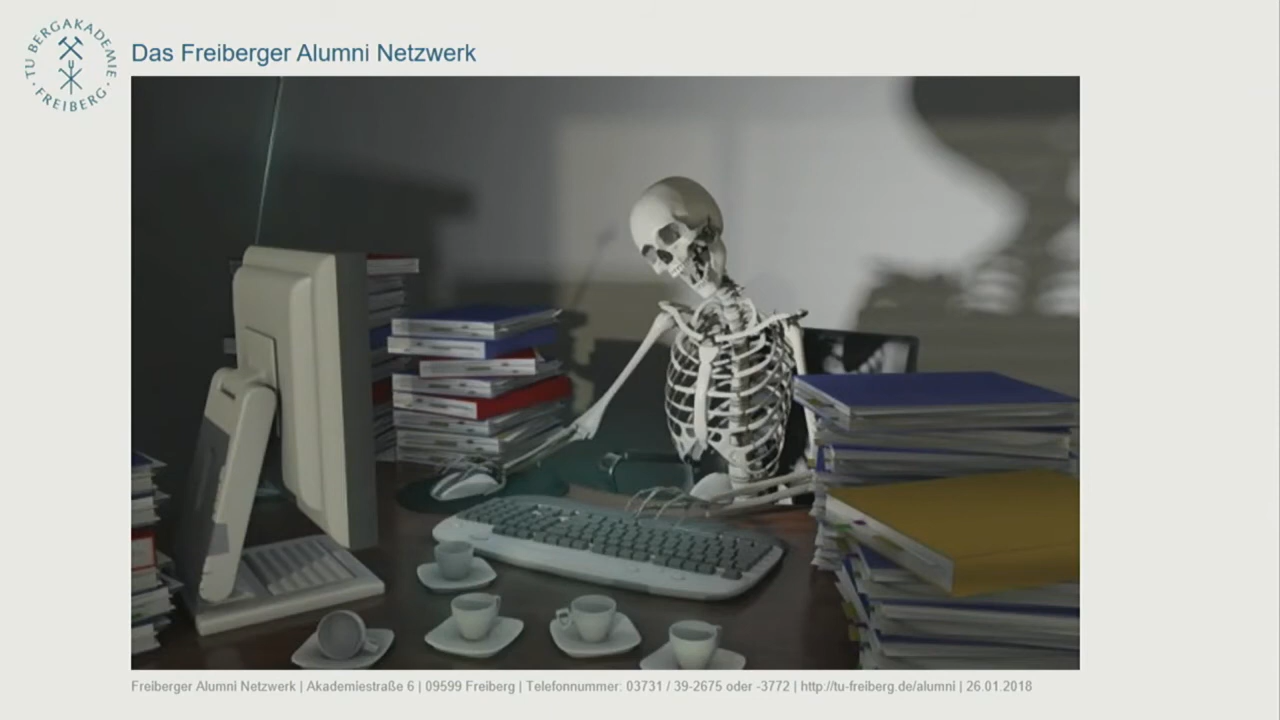 TU BERGAKADEMIE
· FREIBERG ·
Das Freiberger Alumni Netzwerk
Freiberger Alumni Netzwerk | Akademiestraße 6 | 09599 Freiberg | Telefonnummer: 03731 / 39-2675 oder -3772 | http://tu-freiberg.de/alumni | 26.01.2018